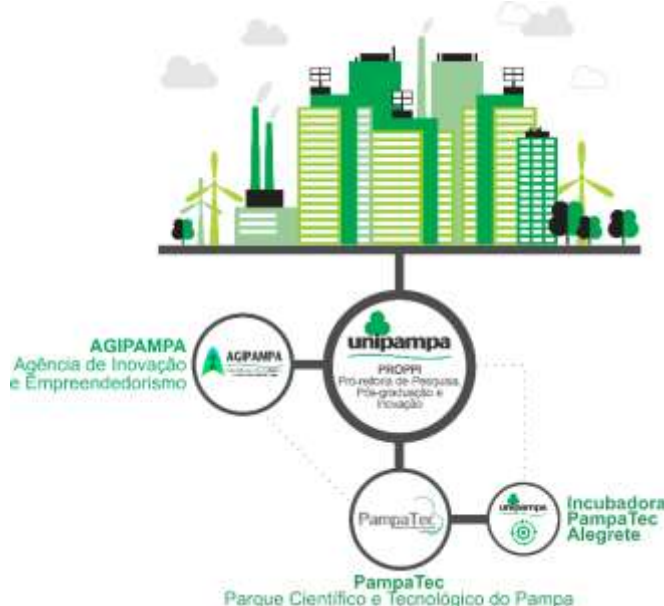 unipampa
PROPPI
Pró-reitoria de Pesquisa,
Pós-graduação e
Inovação
AGIPAMPA
Agência de Inovação
e Empreendedorismo
AGIPAMPA
PampaTec
unipampa
Incubadora
PampaTec
Alegrete
PampaTec
Parque Científico e Tecnológico do Pampa